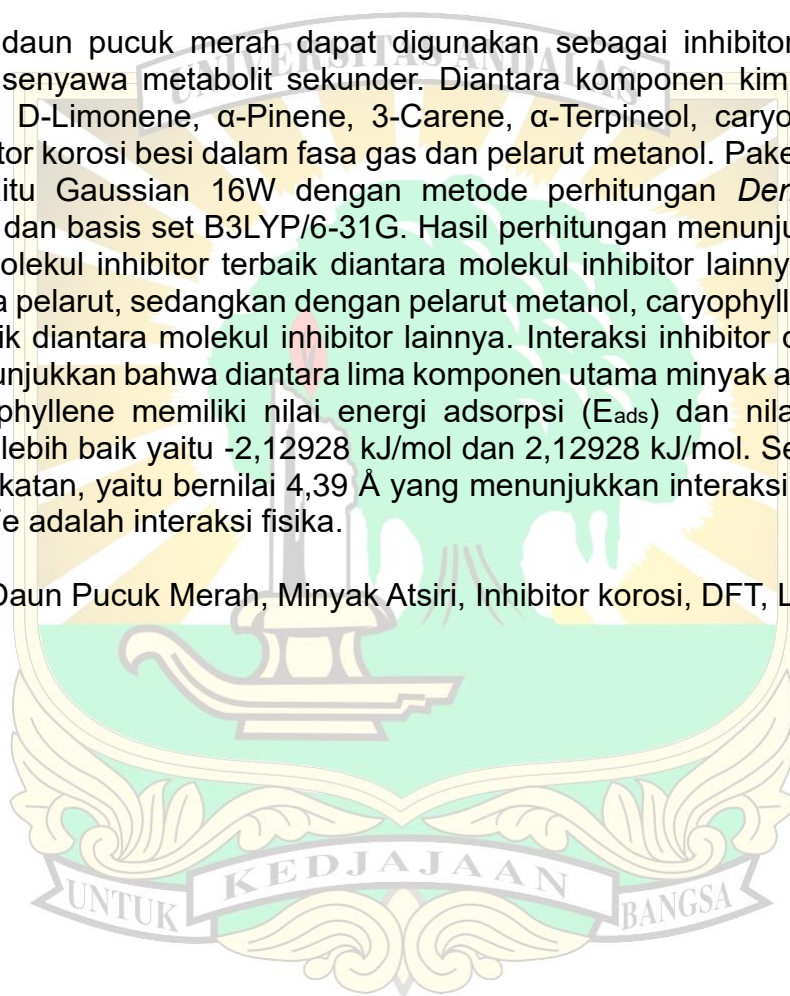 daun pucuk merah dapat digunakan sebagai inhibitor
senyawa metabolit sekunder. Diantara komponen kim
D-Limonene, α-Pinene, 3-Carene, α-Terpineol, caryo
tor korosi besi dalam fasa gas dan pelarut metanol. Pake
itu Gaussian 16W dengan metode perhitungan Den
dan basis set B3LYP/6-31G. Hasil perhitungan menunju
olekul inhibitor terbaik diantara molekul inhibitor lainny
a pelarut, sedangkan dengan pelarut metanol, caryophyll
ik diantara molekul inhibitor lainnya. Interaksi inhibitor
unjukkan bahwa diantara lima komponen utama minyak a
phyllene memiliki nilai energi adsorpsi (Eads) dan nila
lebih baik yaitu -2,12928 kJ/mol dan 2,12928 kJ/mol. Se
katan, yaitu bernilai 4,39 Å yang menunjukkan interaksi
e adalah interaksi fisika.
Daun Pucuk Merah, Minyak Atsiri, Inhibitor korosi, DFT, L
UNIVERSITAS ANDALAS
UNTUK KEDJAJAAN BANGSA